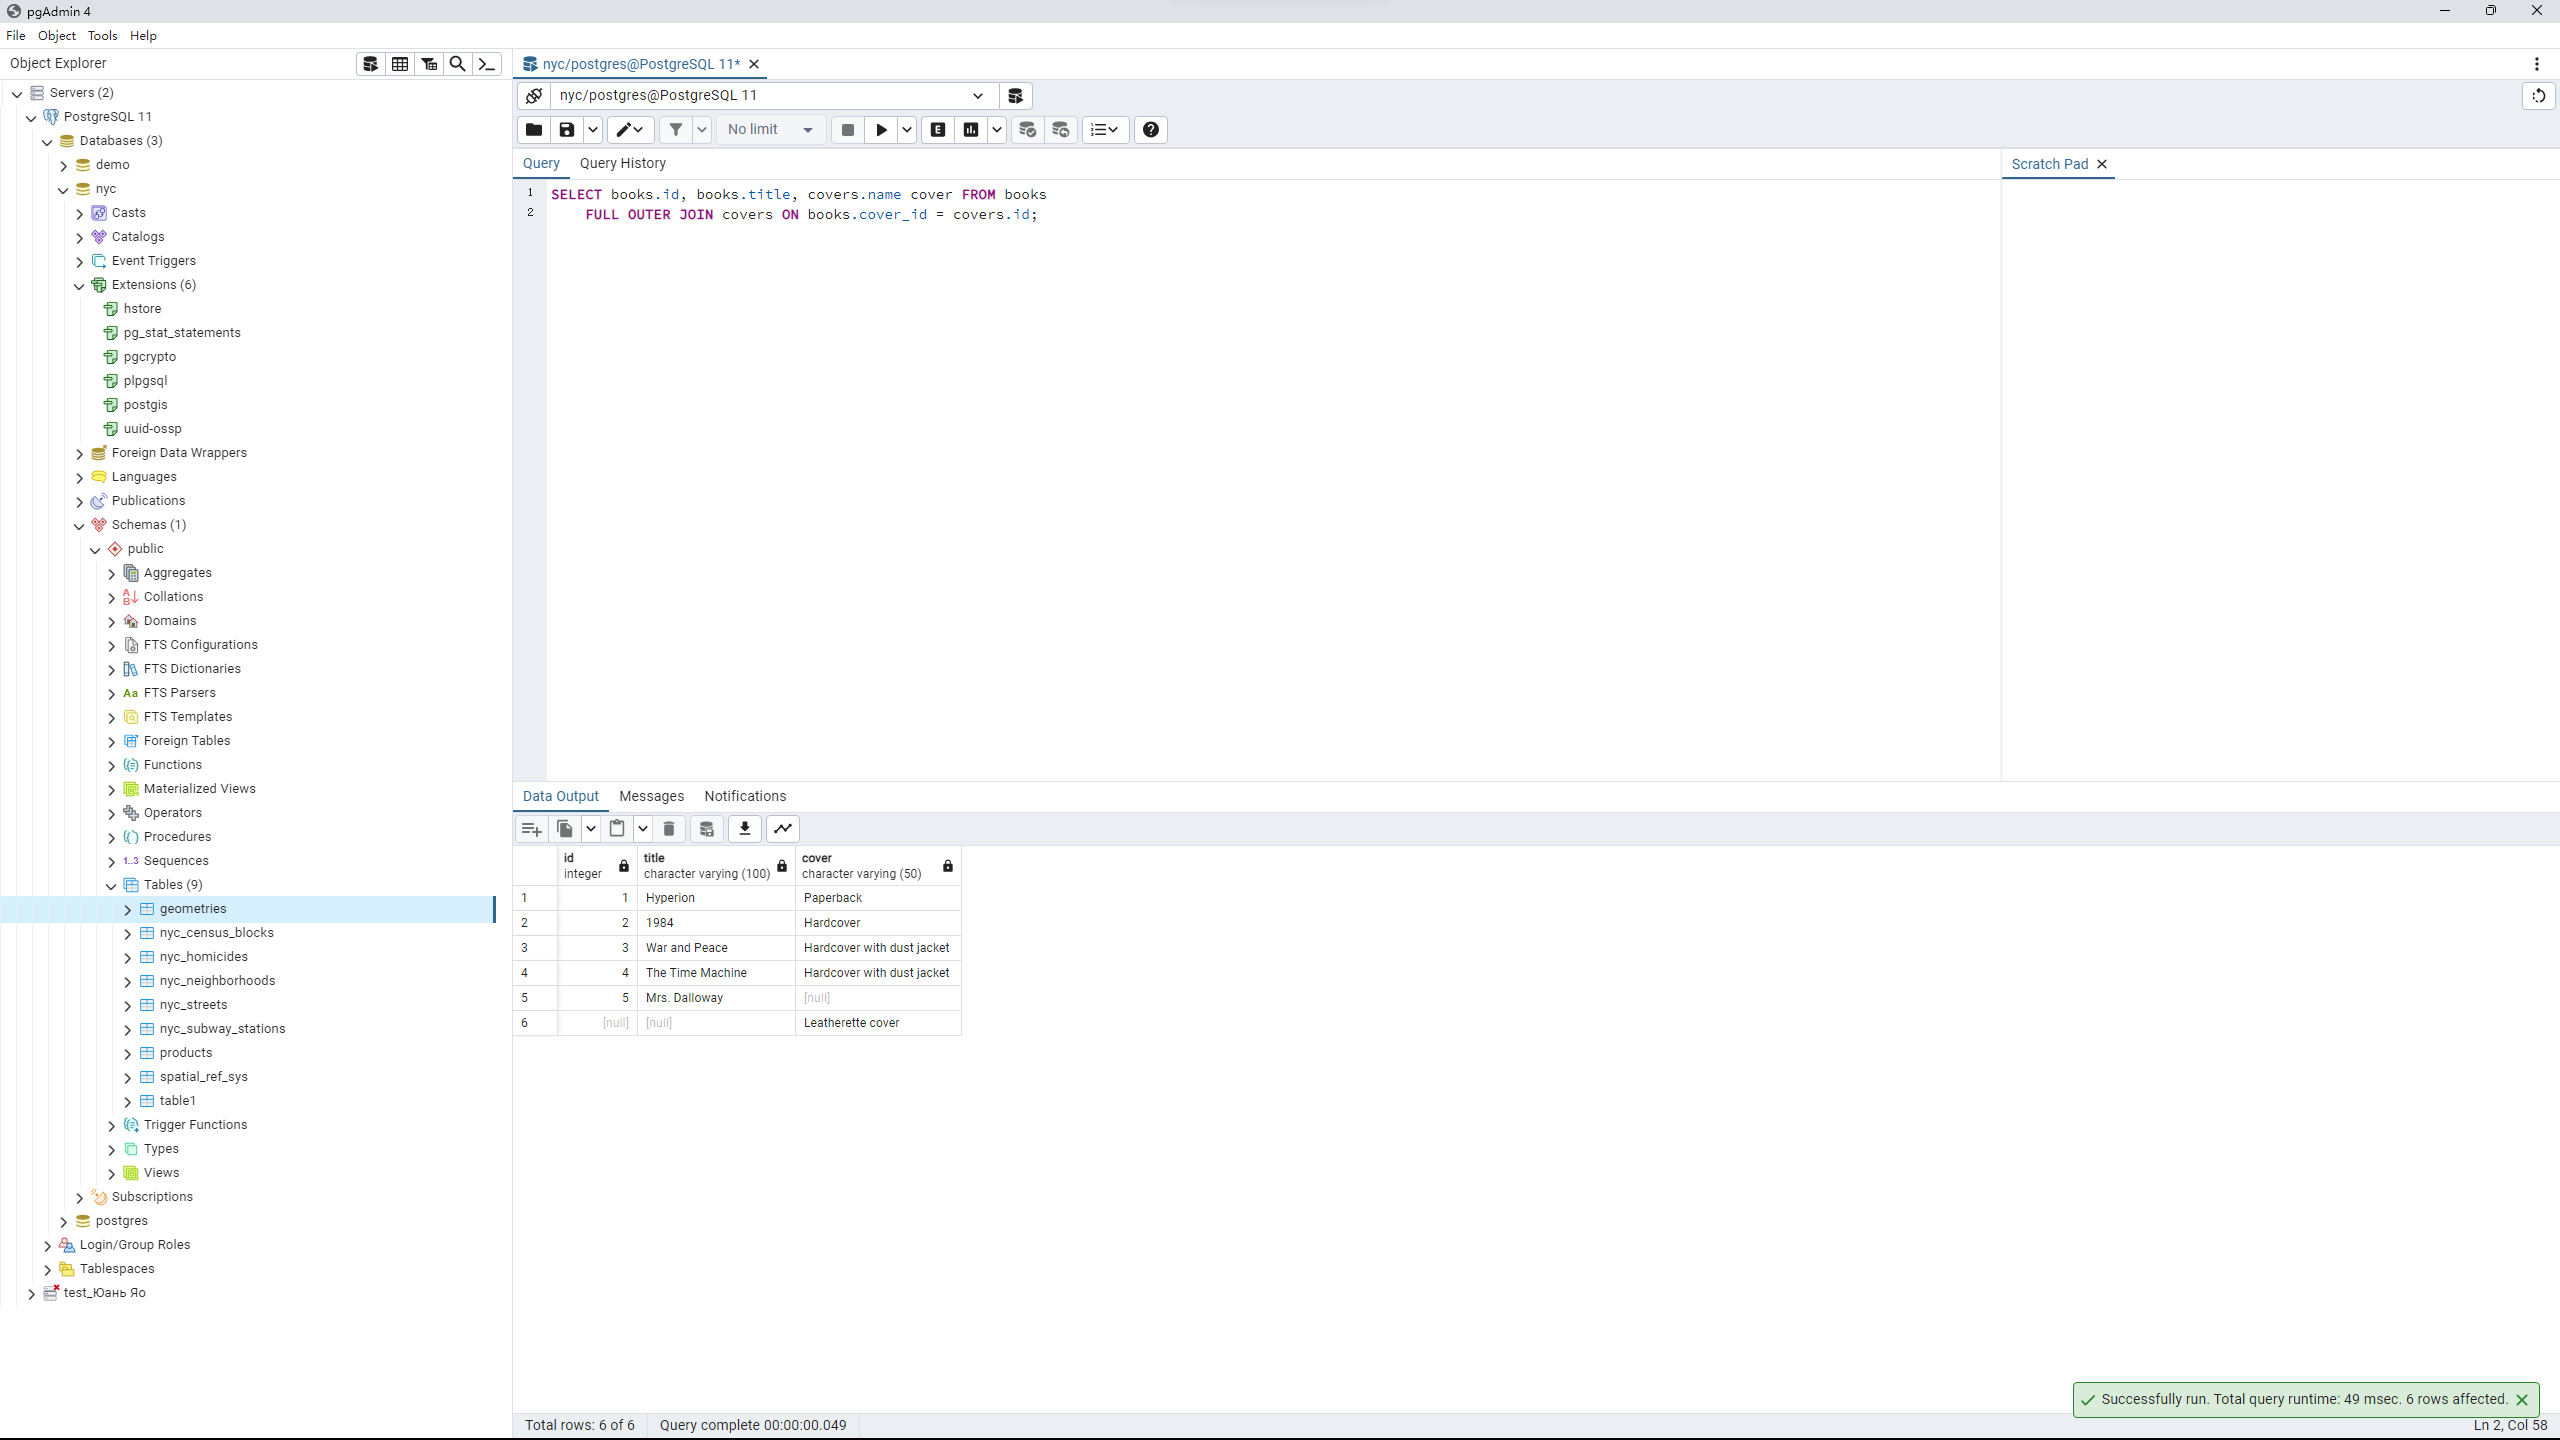 pgAdmin 4
File Object Tools Help
Object Explorer
Servers (2)
PostgreSQL 11
Databases (3)
demo
nyc
Casts
Catalogs
Event Triggers
Extensions (6)
hstore
pg_stat_statements
pgcrypto
plpgsql
postgis
uuid-ossp
Foreign Data Wrappers
Languages
Publications
Schemas (1)
public
Aggregates
Collations
Domains
FTS Configurations
FTS Dictionaries
Aa FTS Parsers
FTS Templates
Foreign Tables
Functions
Materialized Views
Operators
Procedures
1..3 Sequences
Tables (9)
geometries
nyc_census_blocks
nyc_homicides
nyc_neighborhoods
nyc_streets
nyc_subway_stations
products
spatial_ref_sys
table1
Trigger Functions
Types
Views
Subscriptions
postgres
Login/Group Roles
Tablespaces
test_Юань Яо
nyc/postgres@PostgreSQL 11*
nyc/postgres@PostgreSQL 11
No limit
E
Query Query History
Scratch Pad
1 SELECT books.id, books.title, covers.name cover FROM books
2 FULL OUTER JOIN covers ON books.cover_id = covers.id;
Data Output Messages Notifications
id title cover
integer character varying (100) character varying (50)
1 1 Hyperion Paperback
2 2 1984 Hardcover
3 3 War and Peace Hardcover with dust jacket
4 4 The Time Machine Hardcover with dust jacket
5 5 Mrs. Dalloway [null]
6 [null] [null] Leatherette cover
Successfully run. Total query runtime: 49 msec. 6 rows affected.
Total rows: 6 of 6 Query complete 00:00:00.049 Ln 2, Col 58